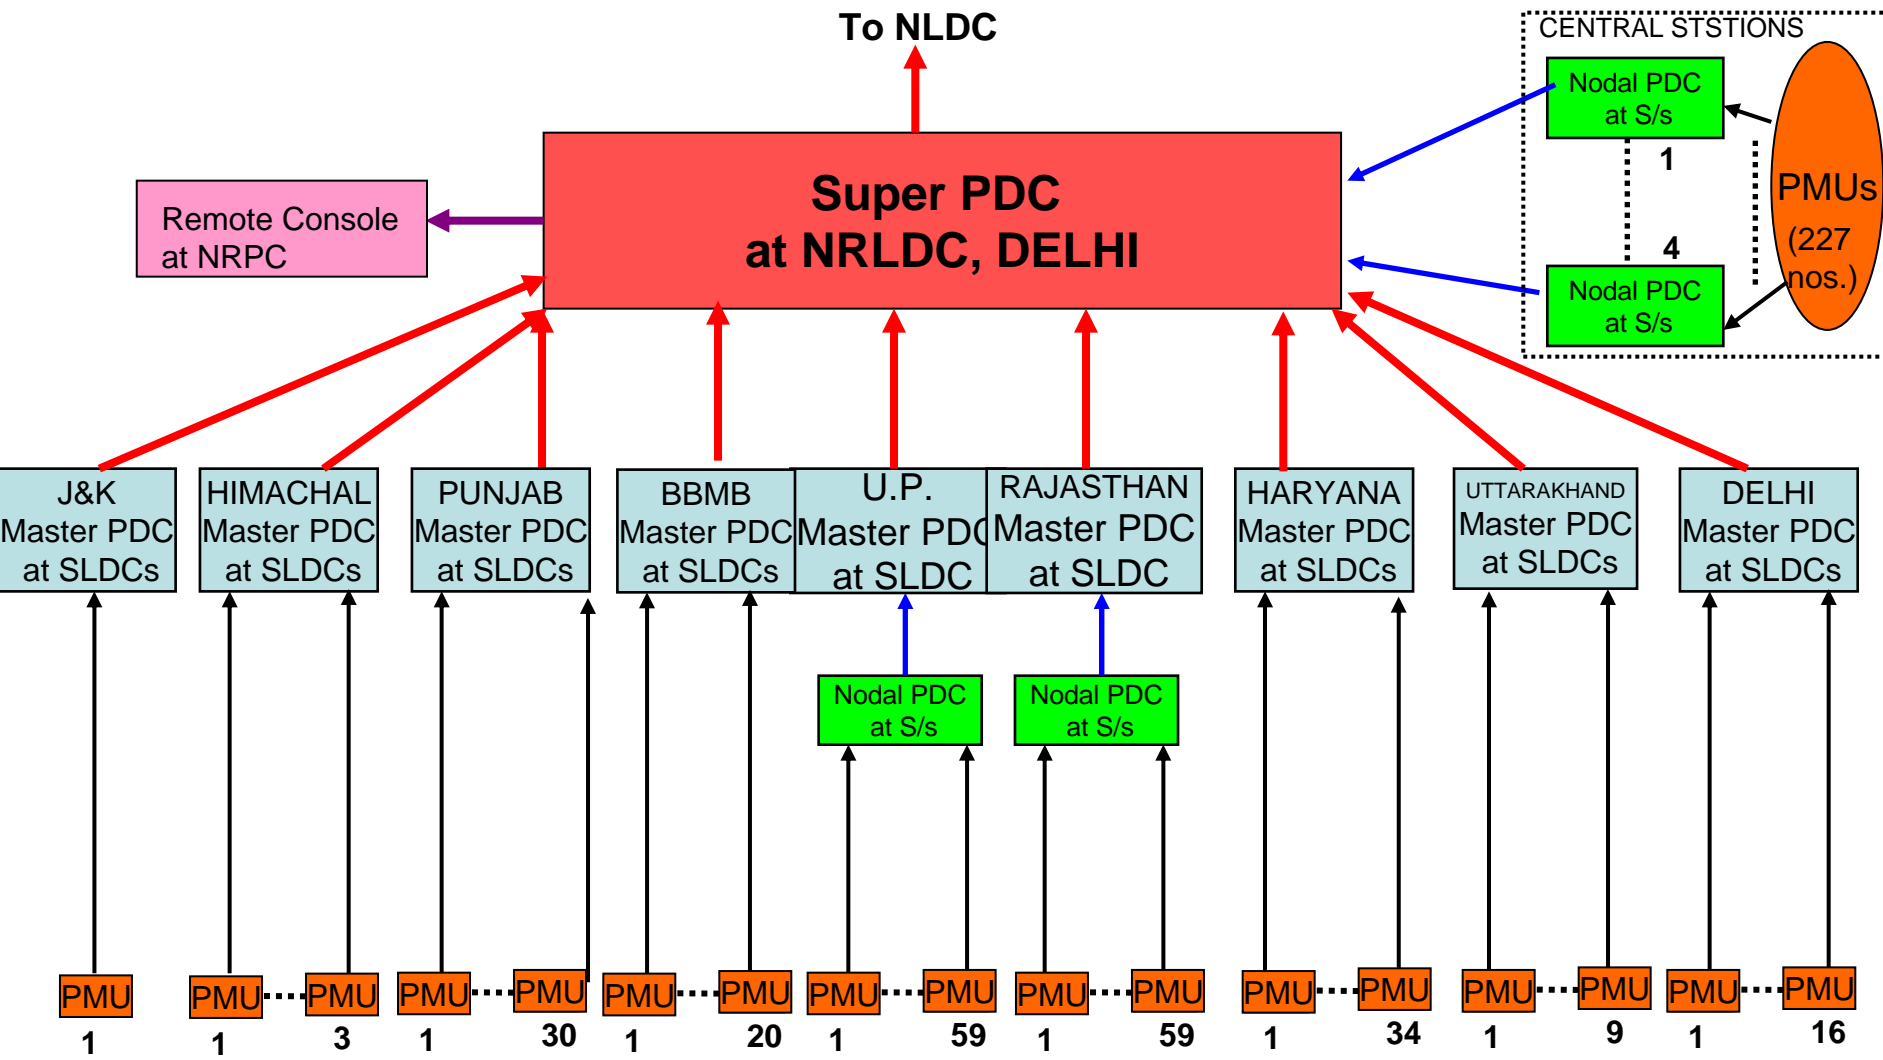 To NLDC
CENTRAL STSTIONS
Nodal PDC
at S/s
1
PMUs
(227
nos.)
4
Nodal PDC
at S/s
Super PDC
at NRLDC, DELHI
Remote Console
at NRPC
J&K
Master PDC
at SLDCs
HIMACHAL
Master PDC
at SLDCs
PUNJAB
Master PDC
at SLDCs
BBMB
Master PDC
at SLDCs
U.P.
Master PDC
at SLDC
RAJASTHAN
Master PDC
at SLDC
HARYANA
Master PDC
at SLDCs
UTTARAKHAND
Master PDC
at SLDCs
DELHI
Master PDC
at SLDCs
Nodal PDC
at S/s
Nodal PDC
at S/s
PMU
1
PMU
1
PMU
3
PMU
1
PMU
30
PMU
1
PMU
20
PMU
1
PMU
59
PMU
1
PMU
59
PMU
1
PMU
34
PMU
1
PMU
9
PMU
1
PMU
16